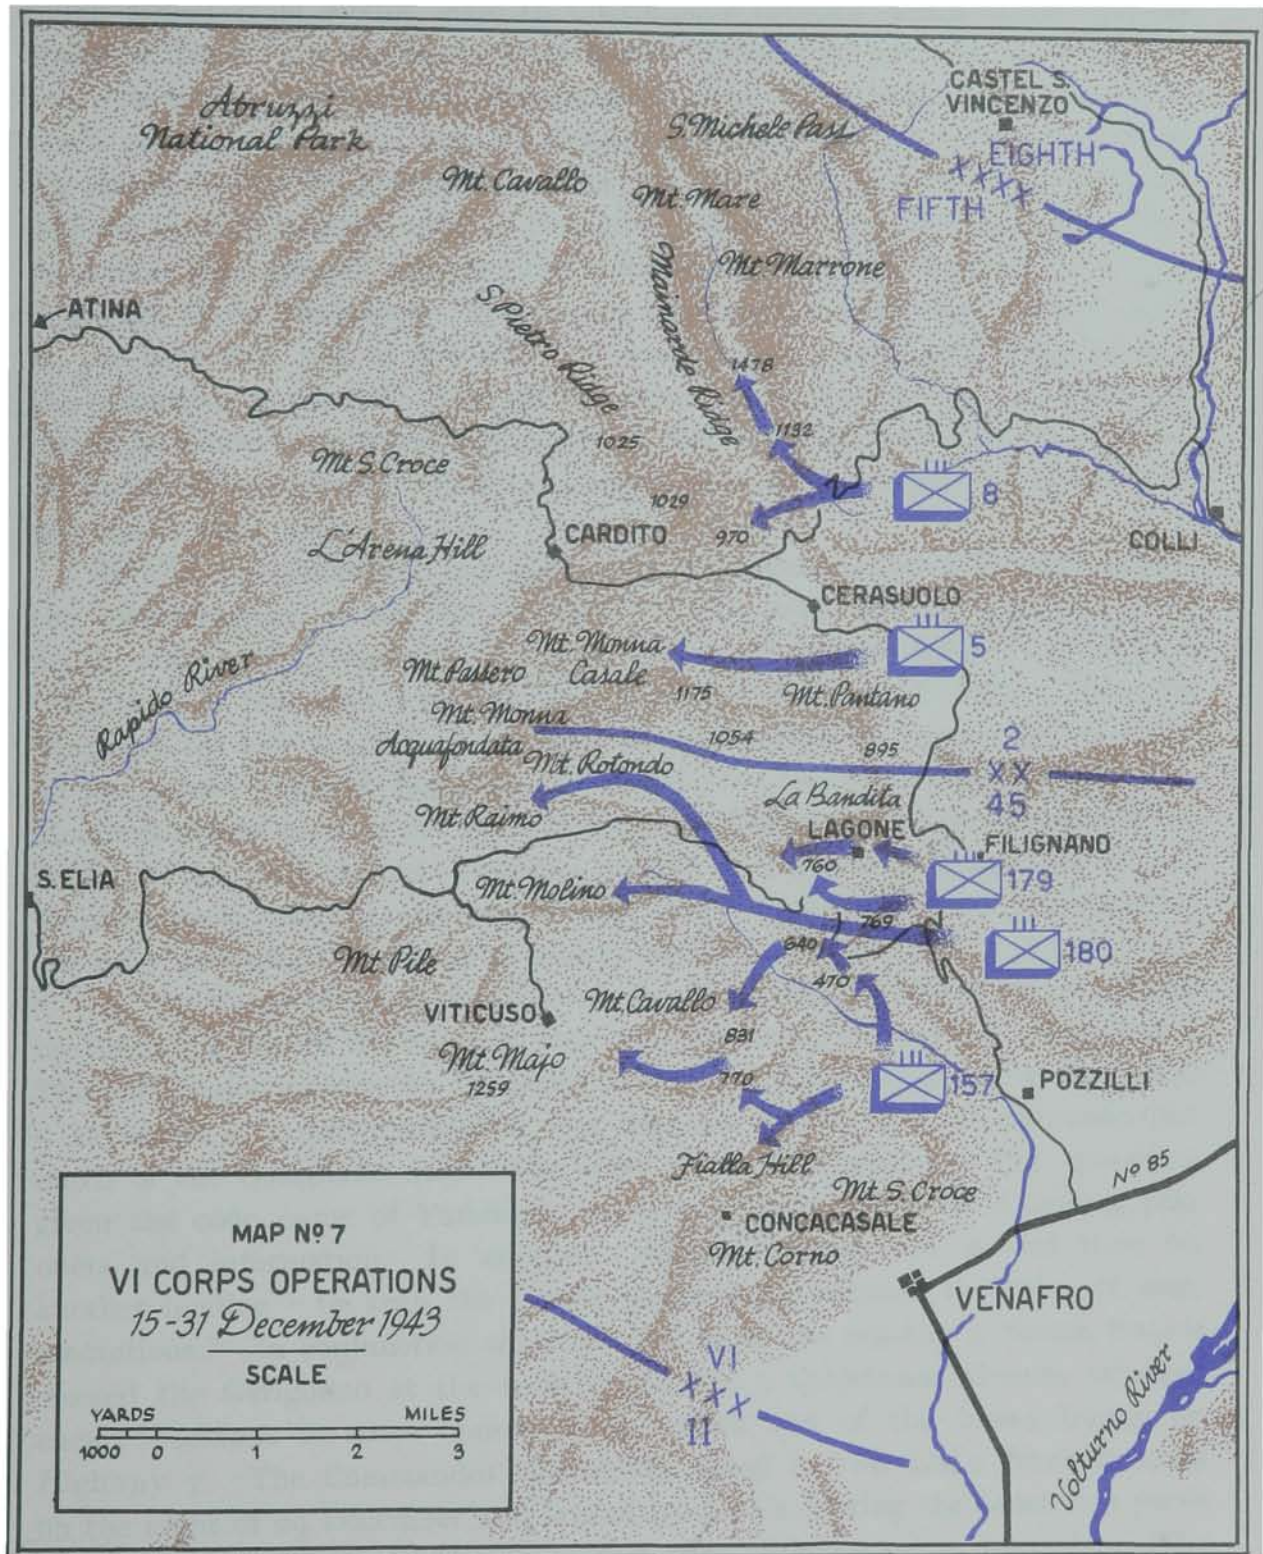 CASTEL S.
VINCENZO
Abruzzi
National Park
S. Michele Pass
EIGHTH
XXXX
FIFTH
Mt. Cavallo
Mt. Mare
Mt. Marrone
ATINA
S. Pietro Ridge
Mainarde Ridge
1478
1132
1025
Mt. S. Croce
1029
8
970
COLLI
L'Arena Hill
CARDITO
CERASUOLO
5
Mt. Monna
Casale
Mt. Passero
1175
Mt. Pantano
Rapido River
Mt. Monna
Acquafondata
1054
895
2
XX
45
Mt. Rotondo
La Bandita
Mt. Raimo
LAGONE
FILIGNANO
760
179
S. ELIA
Mt. Molino
769
640
180
Mt. Pile
470
Mt. Cavallo
VITICUSO
831
Mt. Majo
1259
770
157
POZZILLI
Fialla Hill
Mt. S. Croce
No 85
CONCACASALE
Mt. Corno
VENAFRO
VI
XXX
II
Volturno River
MAP No 7
VI CORPS OPERATIONS
15-31 December 1943
SCALE
YARDS MILES
1000 0 1 2 3